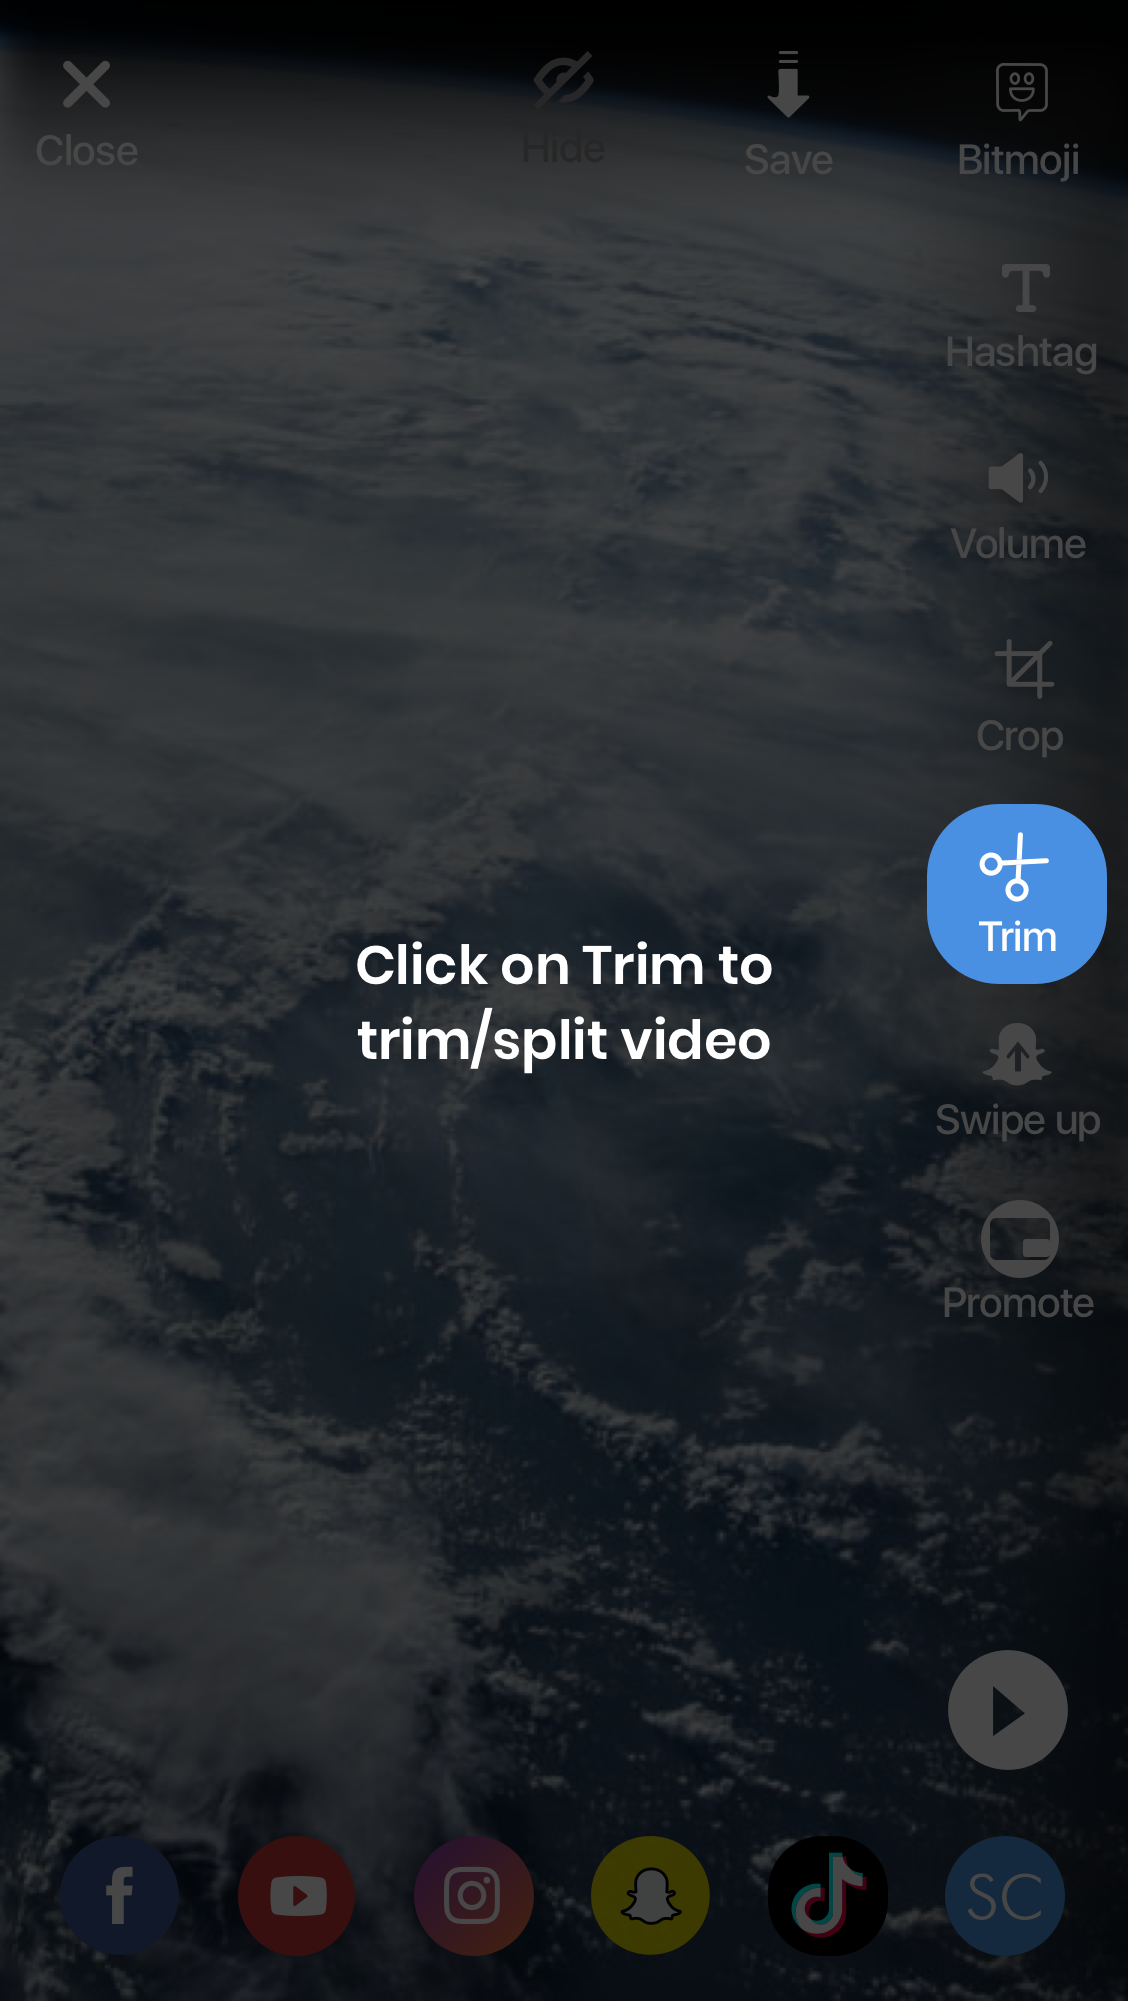 Close
Hide
Save
Bitmoji
Hashtag
Volume
Crop
Trim
Click on Trim to
trim/split video
Swipe up
Promote
SC